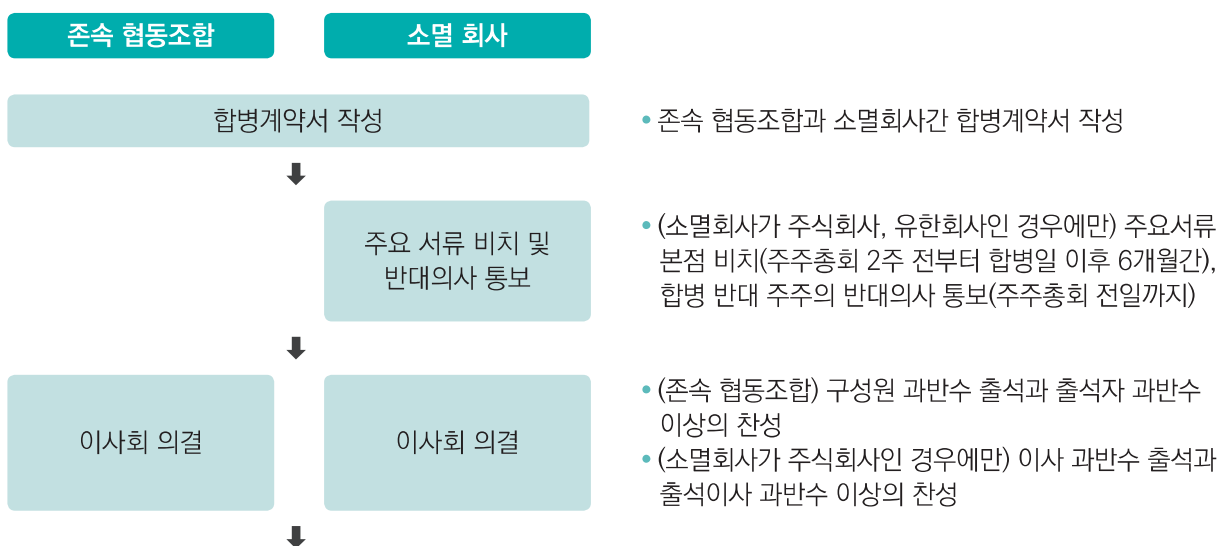 존속 협동조합
소멸 회사
합병계약서 작성
• 존속 협동조합과 소멸회사간 합병계약서 작성
주요 서류 비치 및
반대의사 통보
• (소멸회사가 주식회사, 유한회사인 경우에만) 주요서류
본점 비치(주주총회 2주 전부터 합병일 이후 6개월간),
합병 반대 주주의 반대의사 통보(주주총회 전일까지)
이사회 의결
이사회 의결
• (존속 협동조합) 구성원 과반수 출석과 출석자 과반수
이상의 찬성
• (소멸회사가 주식회사인 경우에만) 이사 과반수 출석과
출석이사 과반수 이상의 찬성